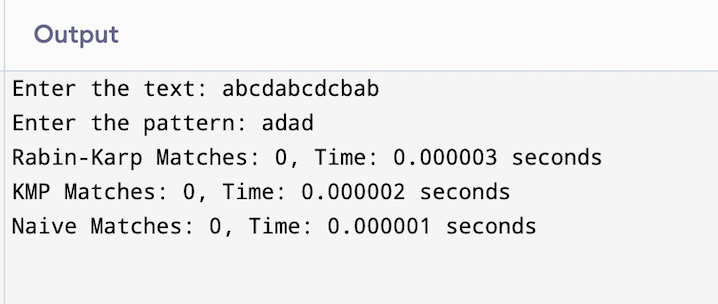 Output
Enter the text: abcdabcdcbab
Enter the pattern: adad
Rabin-Karp Matches: 0, Time: 0.000003 seconds
KMP Matches: 0, Time: 0.000002 seconds
Naive Matches: 0, Time: 0.000001 seconds